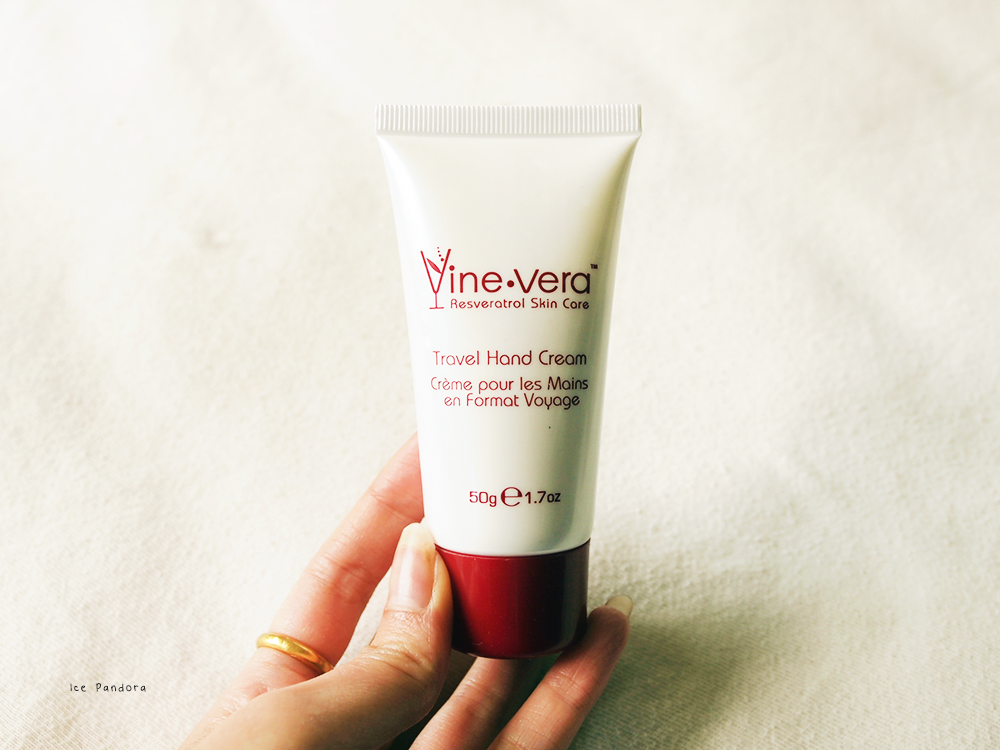 Vine•vera™
Resveratrol Skin Care
Travel Hand Cream
Crème pour les Mains
en Format Voyage
50g ℮ 1.7oz
Ice Pandora